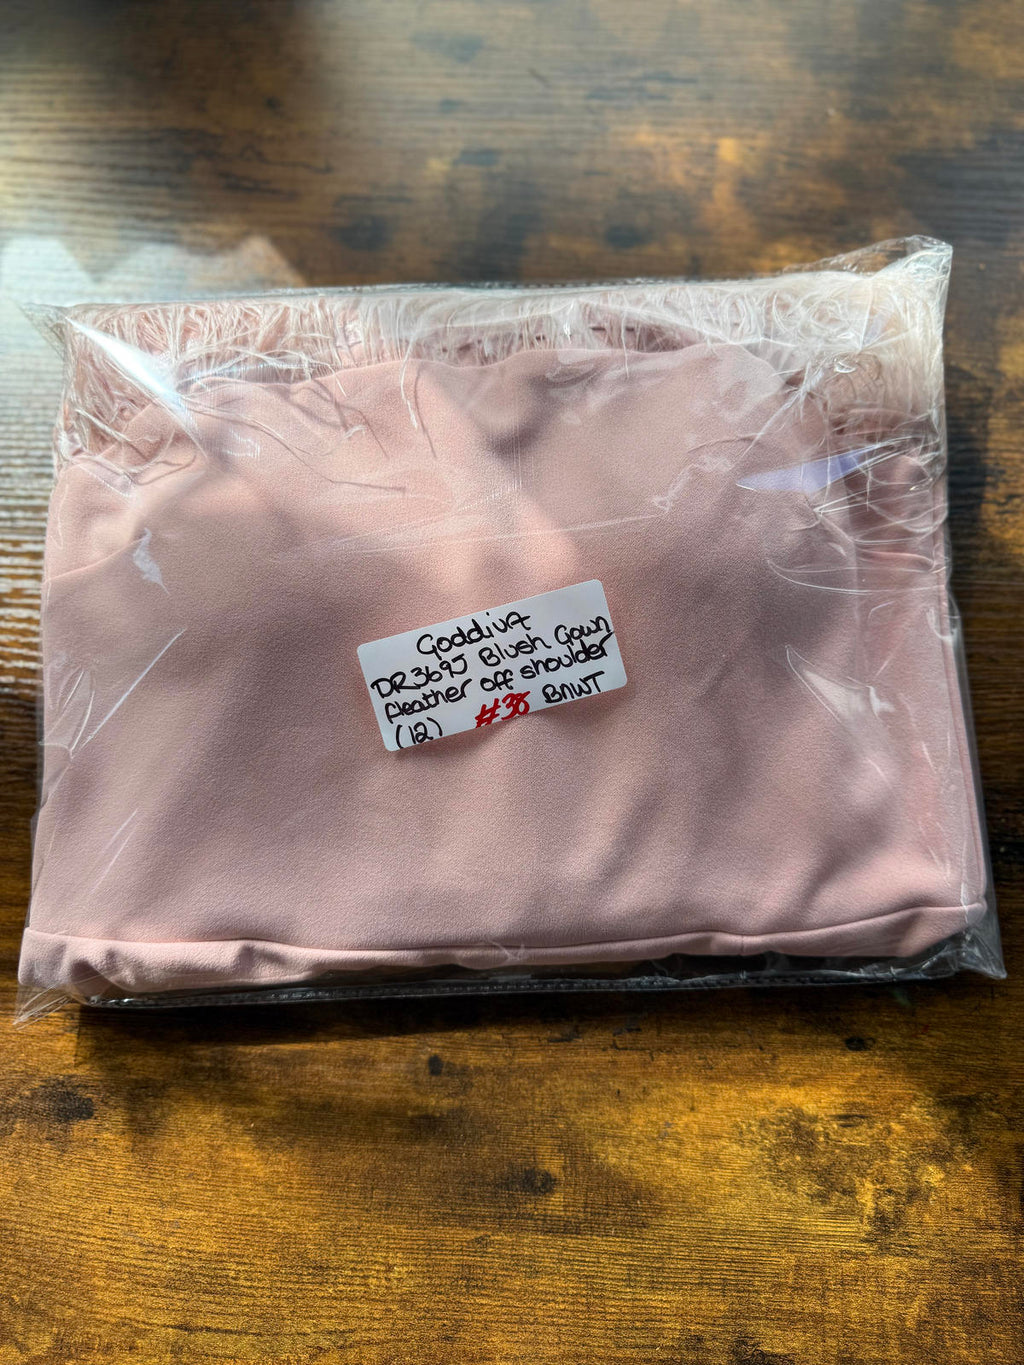 GoddivA
DR3695 Blush Gown
feather off shoulder
(12) #38 BNWT